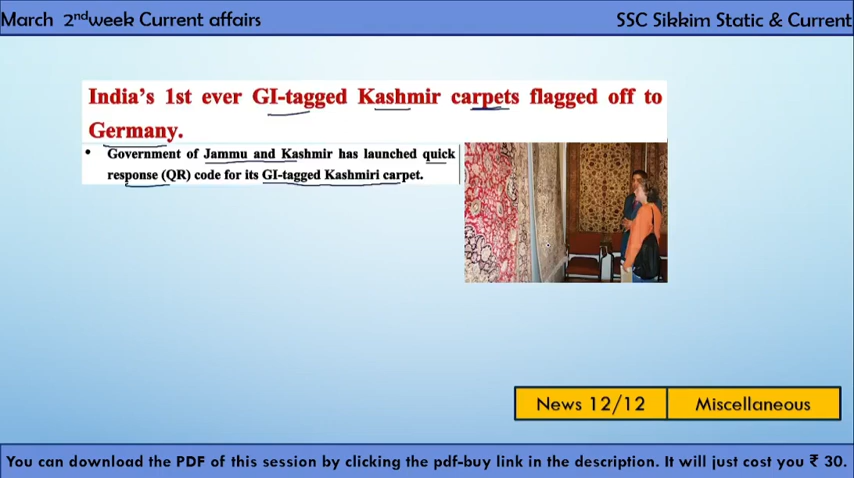 March 2ndweek Current affairs
SSC Sikkim Static & Current
India's 1st ever GI-tagged Kashmir carpets flagged off to
Germany.
• Government of Jammu and Kashmir has launched quick
response (QR) code for its GI-tagged Kashmiri carpet.
News 12/12
Miscellaneous
You can download the PDF of this session by clicking the pdf-buy link in the description. It will just cost you ₹ 30.